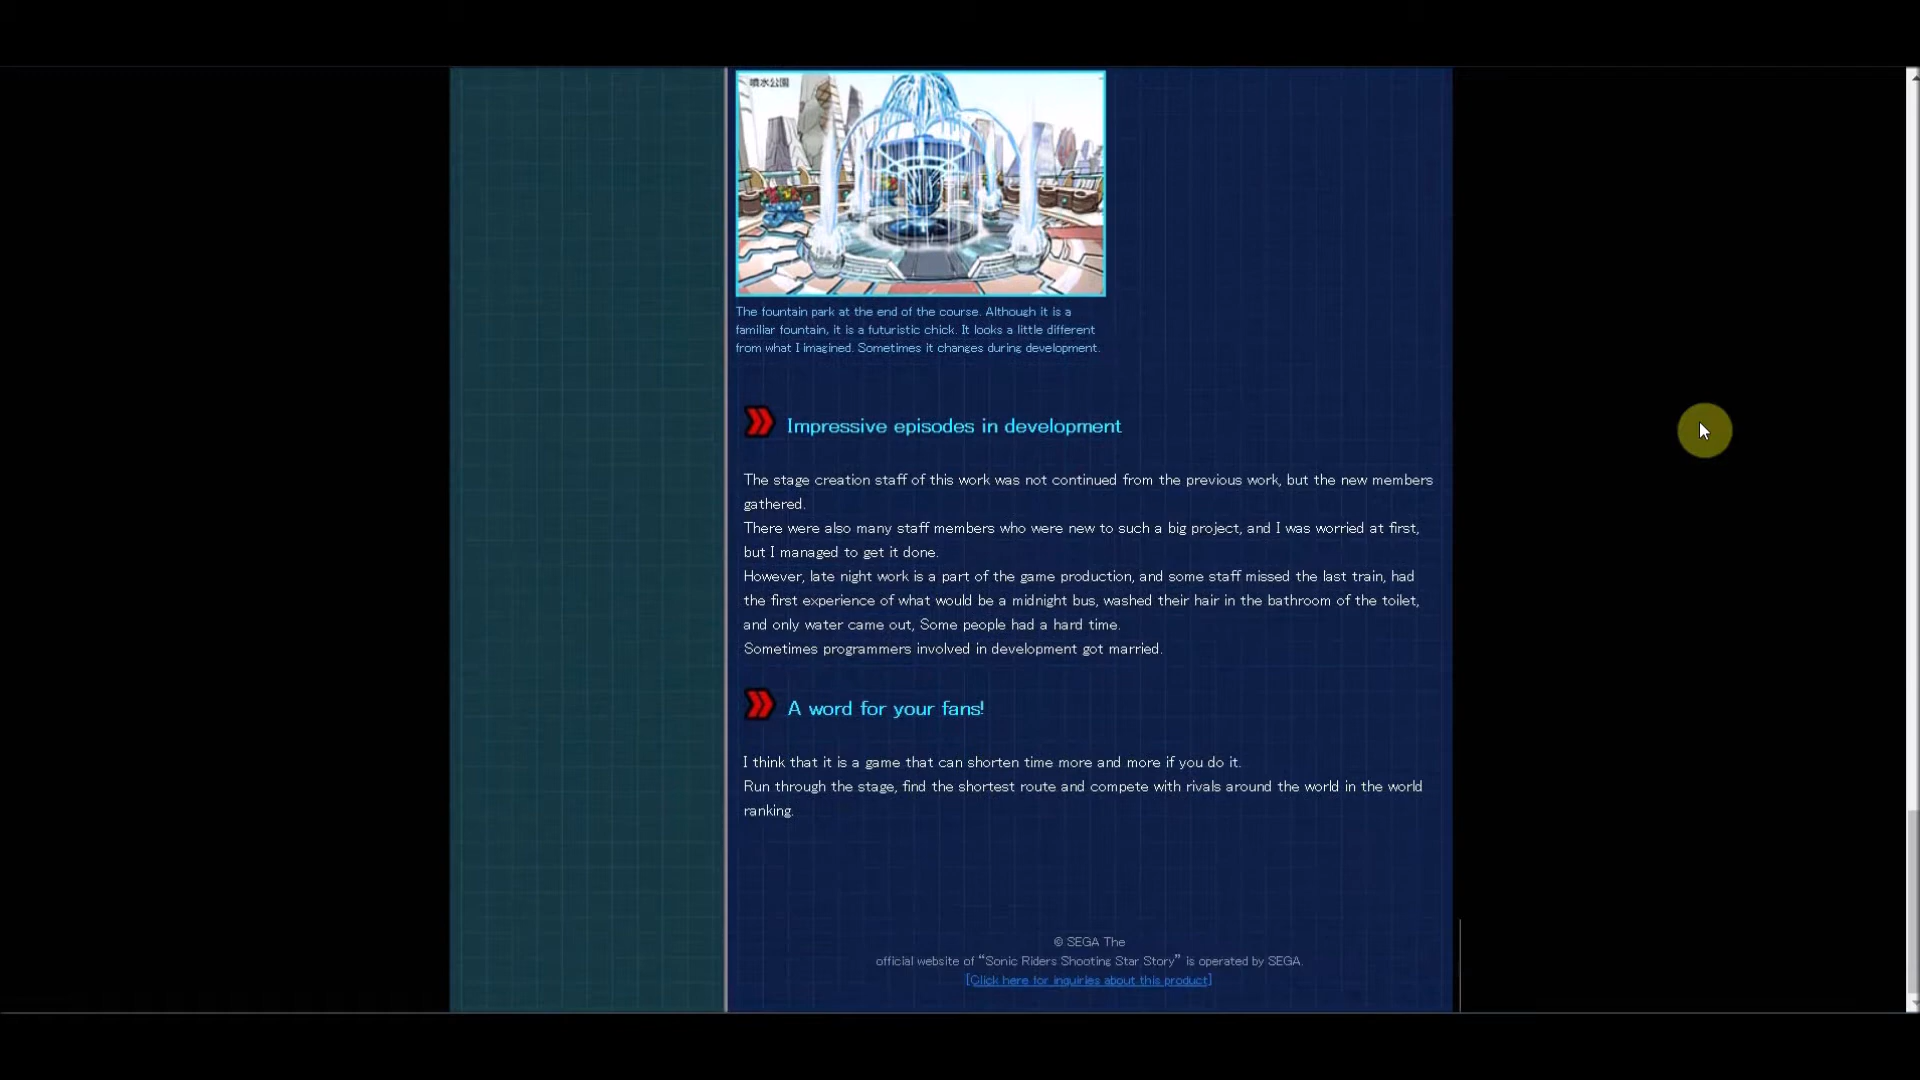 噴水公園
The fountain park at the end of the course. Although it is a
familiar fountain, it is a futuristic chick. It looks a little different
from what I imagined. Sometimes it changes during development.
Impressive episodes in development
The stage creation staff of this work was not continued from the previous work, but the new members
gathered.
There were also many staff members who were new to such a big project, and I was worried at first,
but I managed to get it done.
However, late night work is a part of the game production, and some staff missed the last train, had
the first experience of what would be a midnight bus, washed their hair in the bathroom of the toilet,
and only water came out, Some people had a hard time.
Sometimes programmers involved in development got married.
A word for your fans!
I think that it is a game that can shorten time more and more if you do it.
Run through the stage, find the shortest route and compete with rivals around the world in the world
ranking.
© SEGA The
official website of “Sonic Riders Shooting Star Story” is operated by SEGA.
[Click here for inquiries about this product]